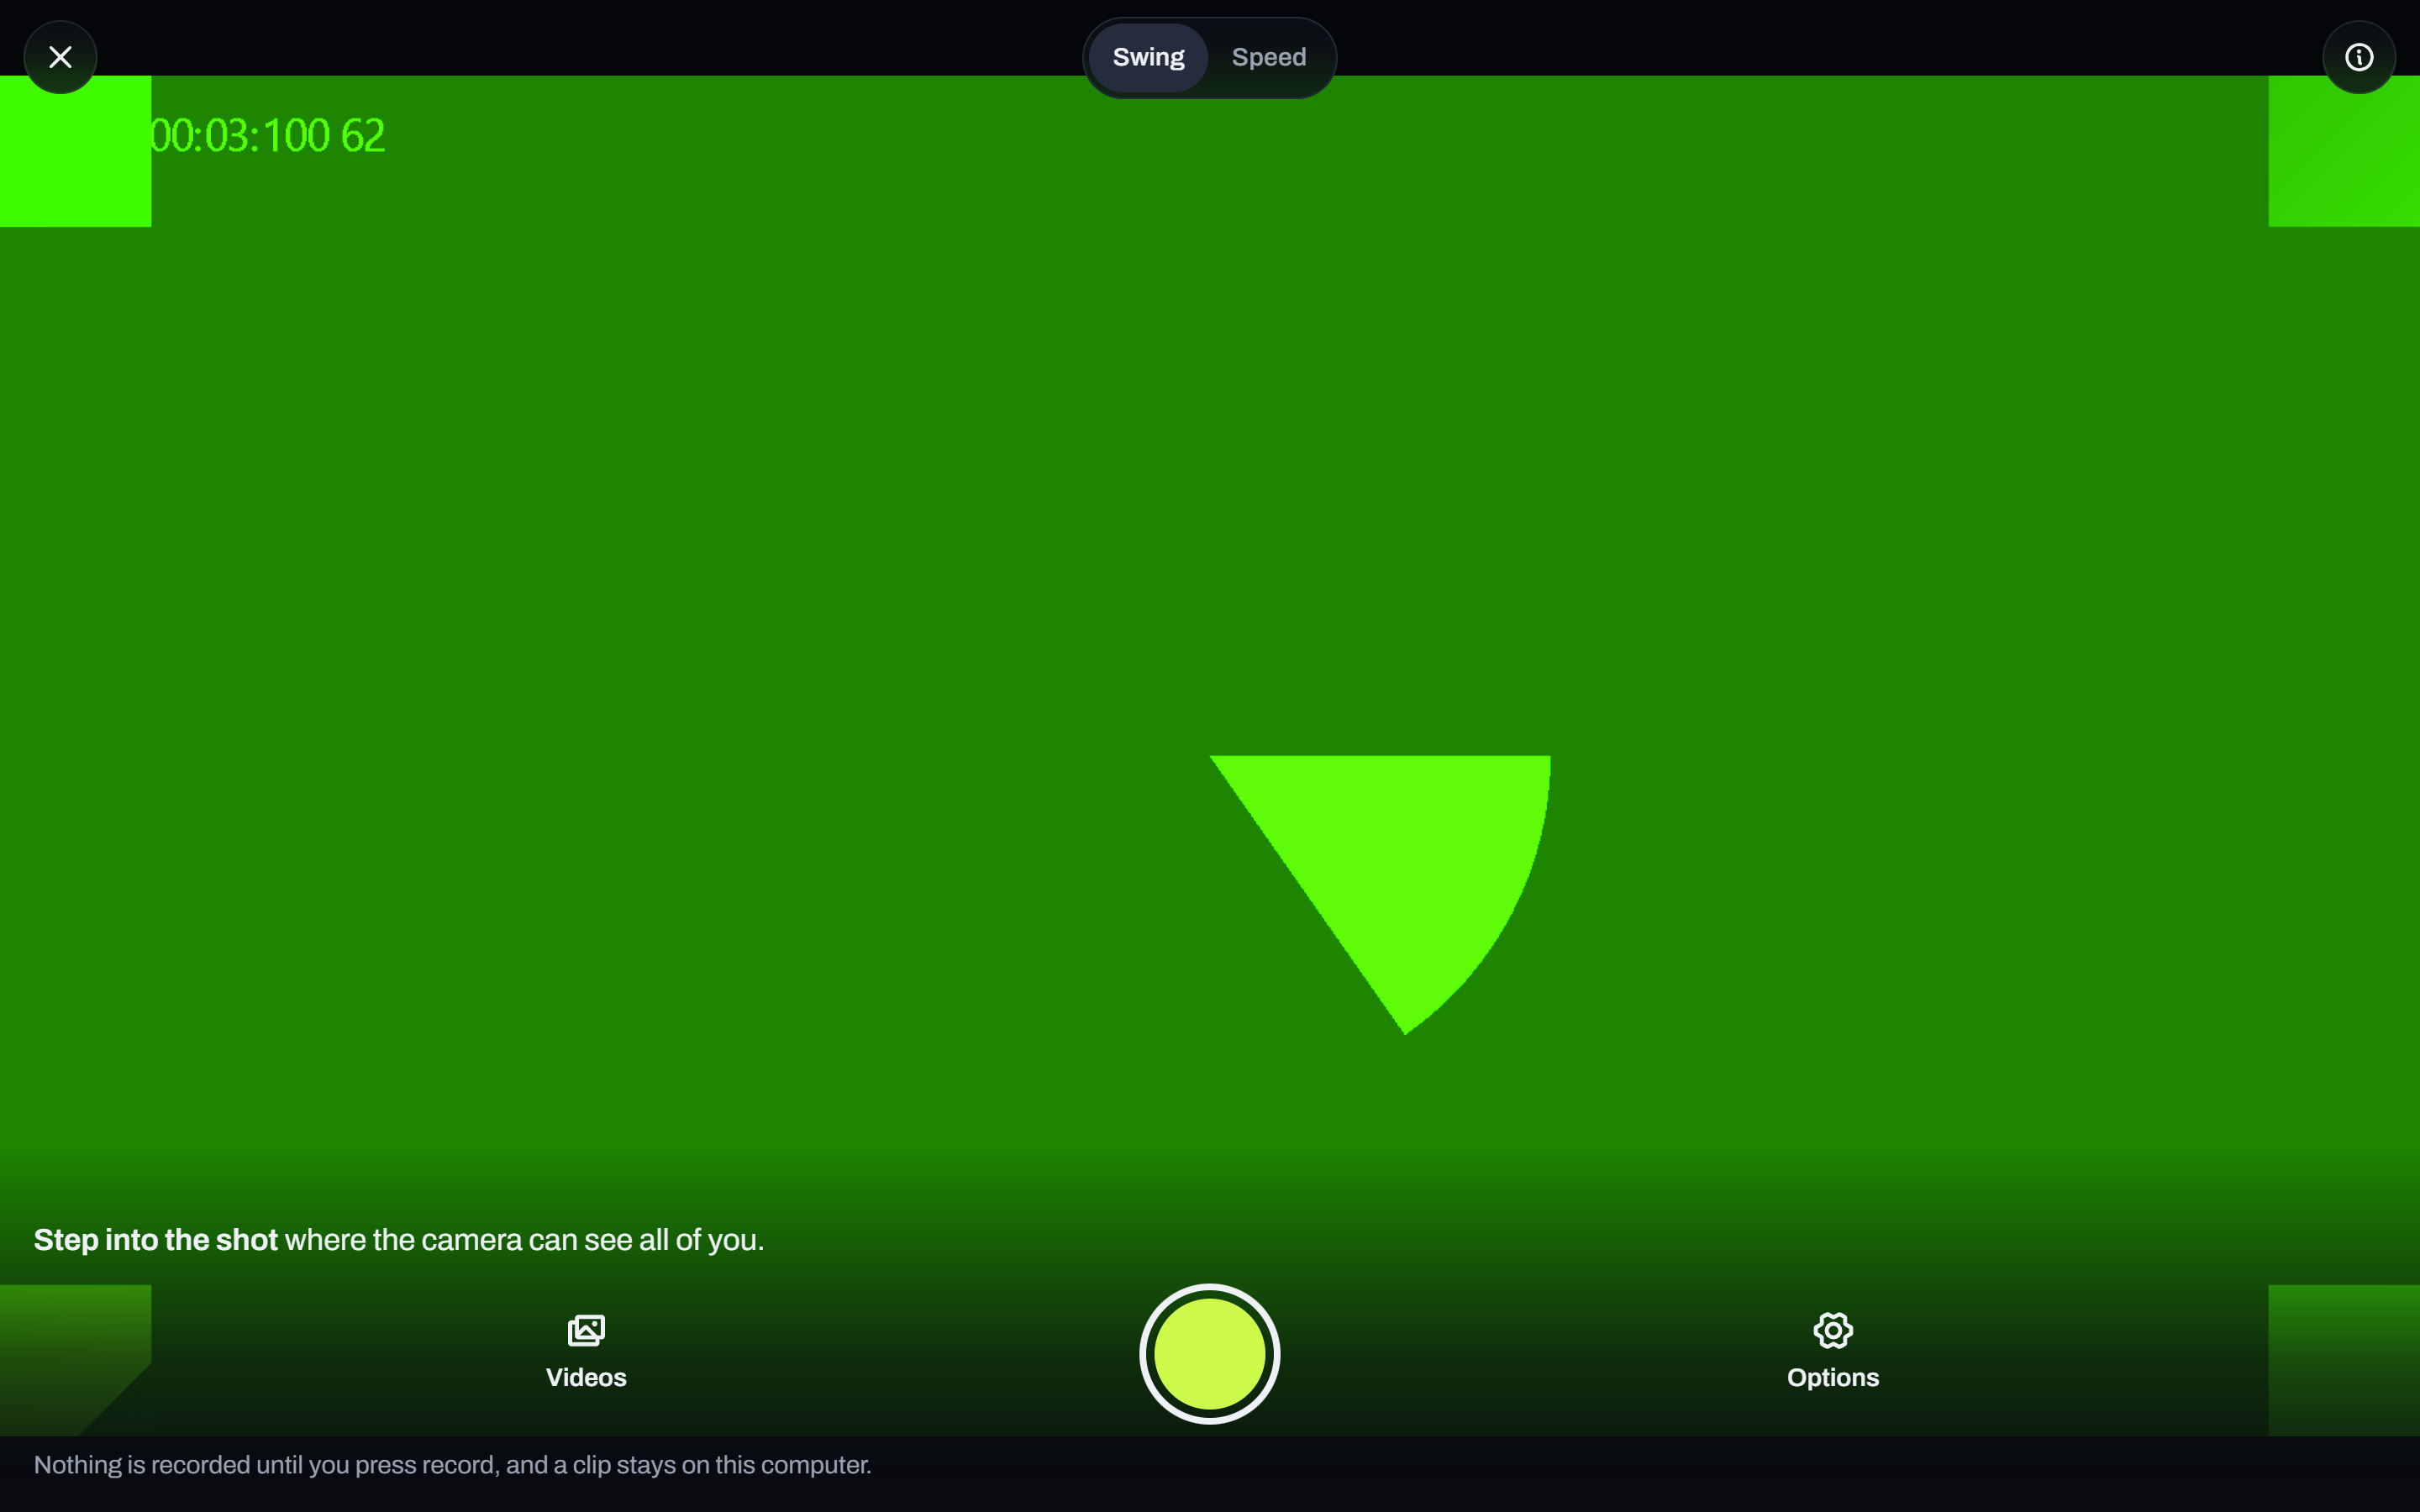 Swing Speed
00:03:100 62
Step into the shot where the camera can see all of you.
Videos
Options
Nothing is recorded until you press record, and a clip stays on this computer.